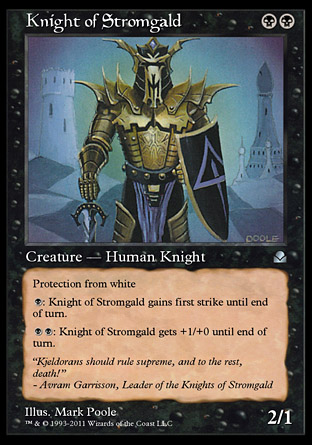 Knight of Stromgald
POOLE
Creature — Human Knight
Protection from white
: Knight of Stromgald gains first strike until end
of turn.
: Knight of Stromgald gets +1/+0 until end of
turn.
"Kjeldorans should rule supreme, and to the rest,
death!"
- Avram Garrisson, Leader of the Knights of Stromgald
Illus. Mark Poole
™ & © 1993-2011 Wizards of the Coast LLC
2/1